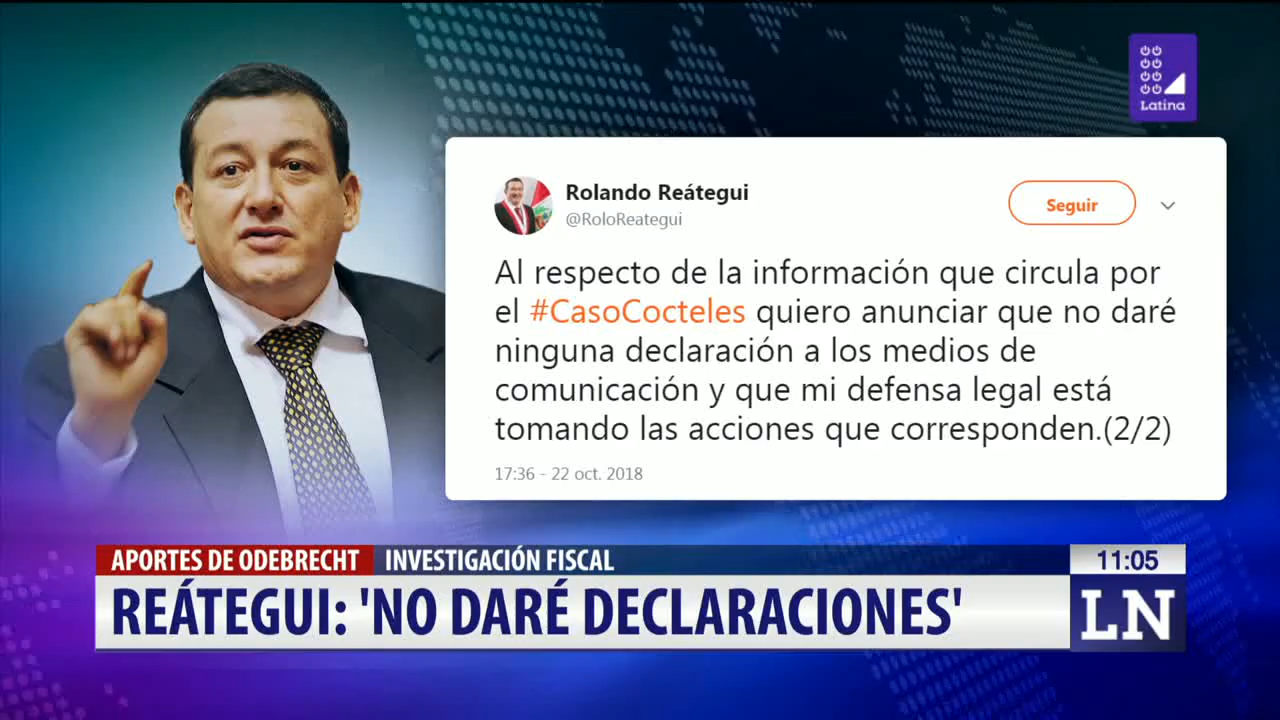 Latina
Rolando Reátegui
@RoloReategui
Seguir
Al respecto de la información que circula por
el #CasoCocteles quiero anunciar que no daré
ninguna declaración a los medios de
comunicación y que mi defensa legal está
tomando las acciones que corresponden.(2/2)
17:36 - 22 oct. 2018
APORTES DE ODEBRECHT INVESTIGACIÓN FISCAL
11:05
REÁTEGUI: 'NO DARÉ DECLARACIONES'
LN